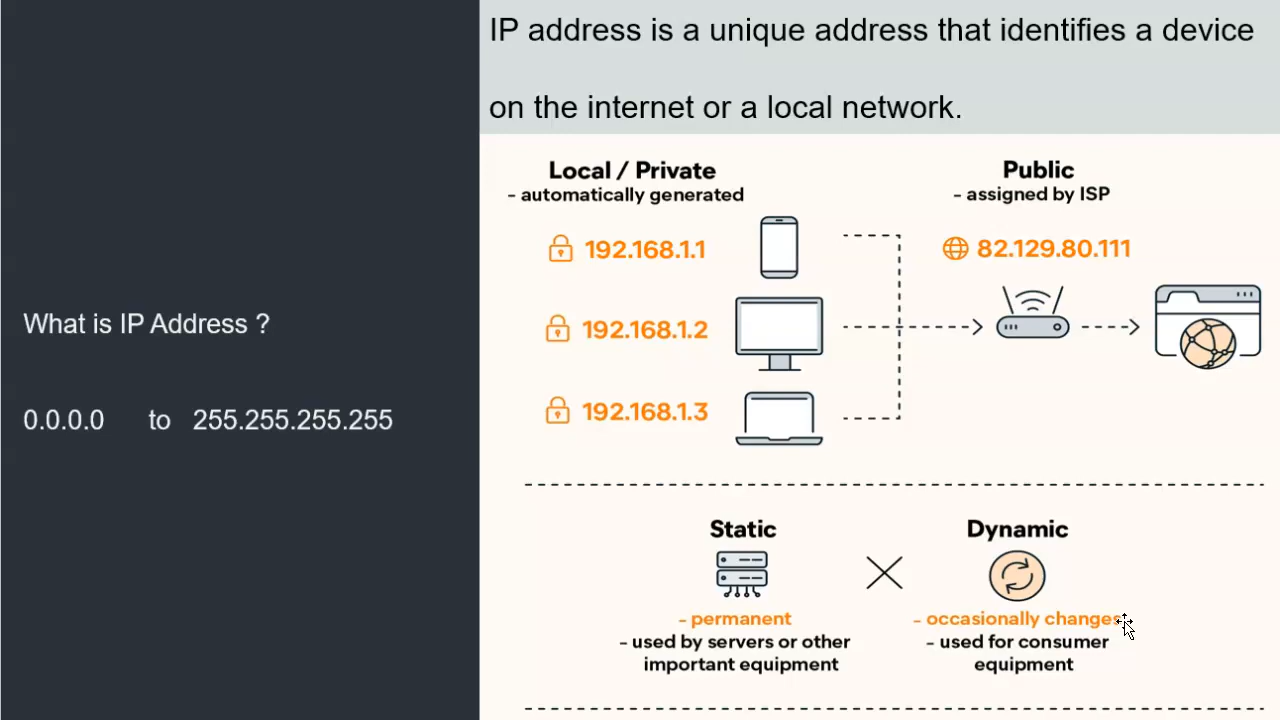 IP address is a unique address that identifies a device
on the internet or a local network.
What is IP Address ?
0.0.0.0 to 255.255.255.255
Local / Private
- automatically generated
192.168.1.1
192.168.1.2
192.168.1.3
Public
- assigned by ISP
82.129.80.111
Static
- permanent
- used by servers or other
important equipment
Dynamic
- occasionally changes
- used for consumer
equipment